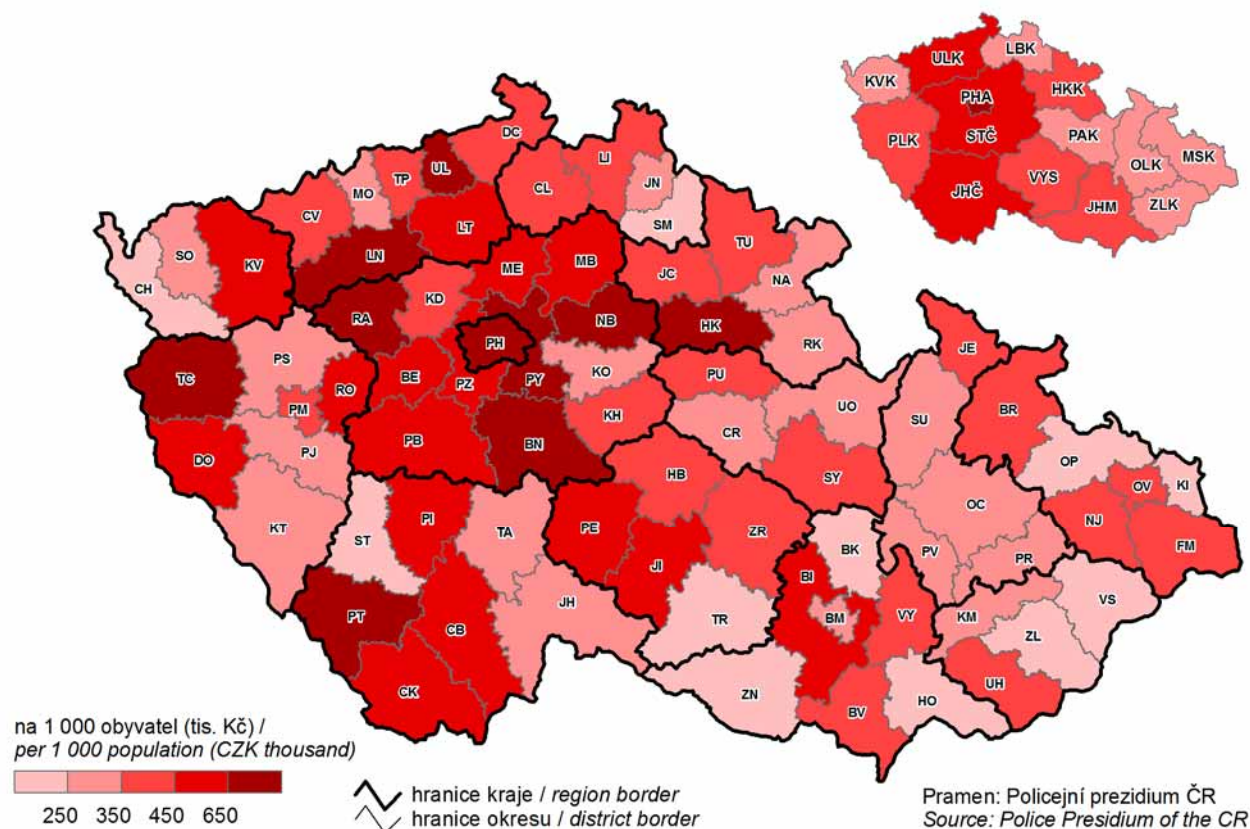 LBK
ULK
KVK
HKK
PHA
PLK
STČ
PAK
OLK
MSK
VYS
JHČ
JHM
ZLK
DC
LI
UL
TP
JN
MO
CL
CV
LT
SM
TU
SO
KV
LN
ME
MB
JC
NA
CH
KD
RA
NB
HK
PH
RK
JE
PS
TC
RO
BE
PZ
PY
KO
PU
PM
KH
UO
SU
BR
PB
BN
CR
DO
PJ
OP
SY
OV
KI
HB
KT
PI
OC
NJ
ST
TA
PE
ZR
FM
BK
PV
PR
JI
BI
PT
JH
TR
BM
VY
KM
VS
CB
ZL
UH
CK
ZN
HO
BV
na 1 000 obyvatel (tis. Kč) /
per 1 000 population (CZK thousand)
250 350 450 650
hranice kraje / region border
hranice okresu / district border
Pramen: Policejní prezidium ČR
Source: Police Presidium of the CR